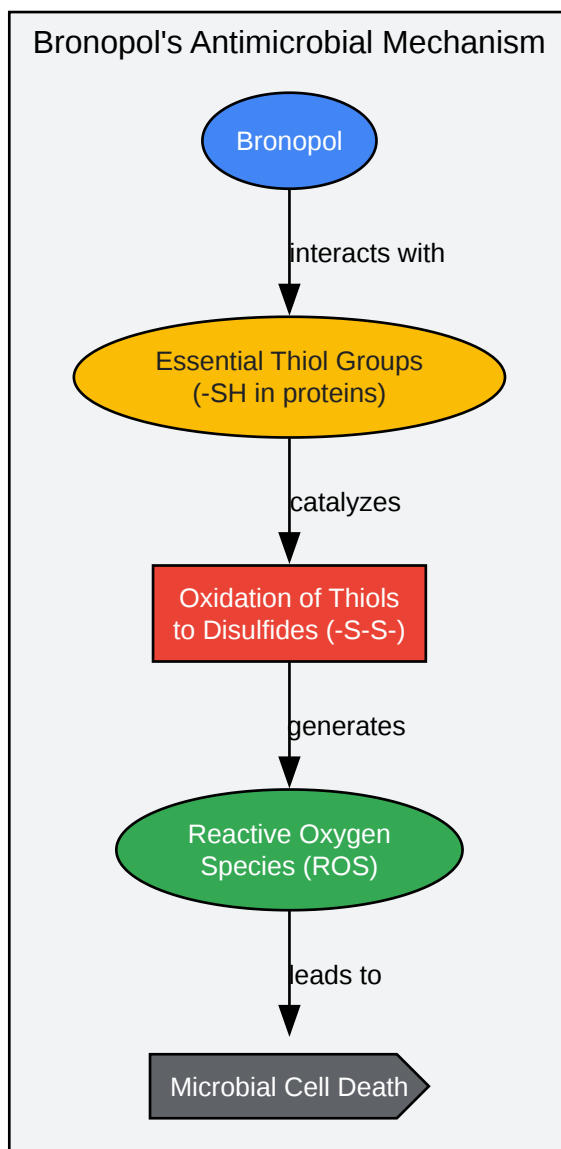 Bronopol's Antimicrobial Mechanism
Bronopol
interacts with
Essential Thiol Groups
(-SH in proteins)
catalyzes
Oxidation of Thiols
to Disulfides (-S-S-)
generates
Reactive Oxygen
Species (ROS)
leads to
Microbial Cell Death